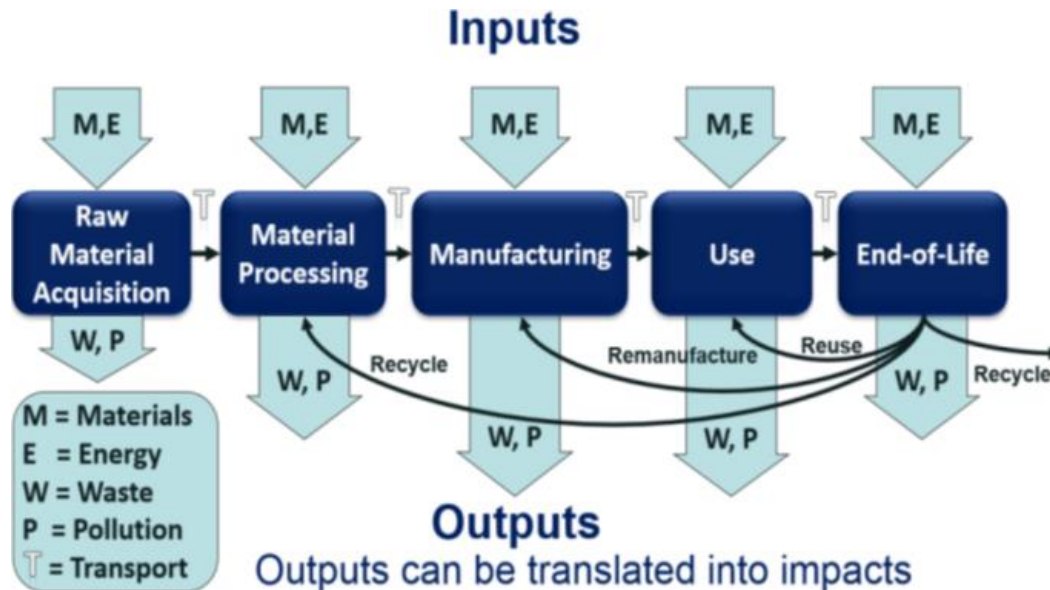 Inputs
M,E
M,E
M,E
M,E
M,E
T
T
T
T
Raw
Material
Acquisition
Material
Processing
Manufacturing
Use
End-of-Life
W, P
W, P
W, P
W, P
W, P
Recycle
Remanufacture
Reuse
Recycle
M = Materials
E = Energy
W = Waste
P = Pollution
T = Transport
Outputs
Outputs can be translated into impacts